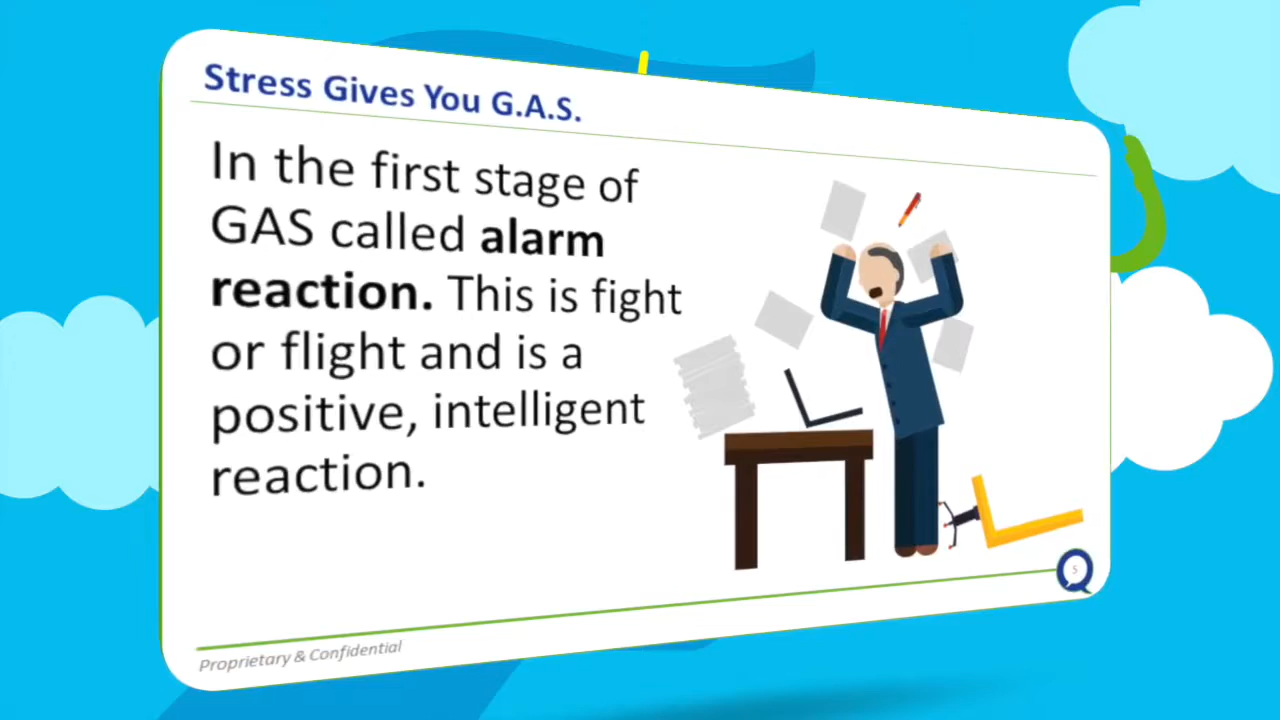 Stress Gives You G.A.S.
In the first stage of
GAS called alarm
reaction. This is fight
or flight and is a
positive, intelligent
reaction.
5
Proprietary & Confidential